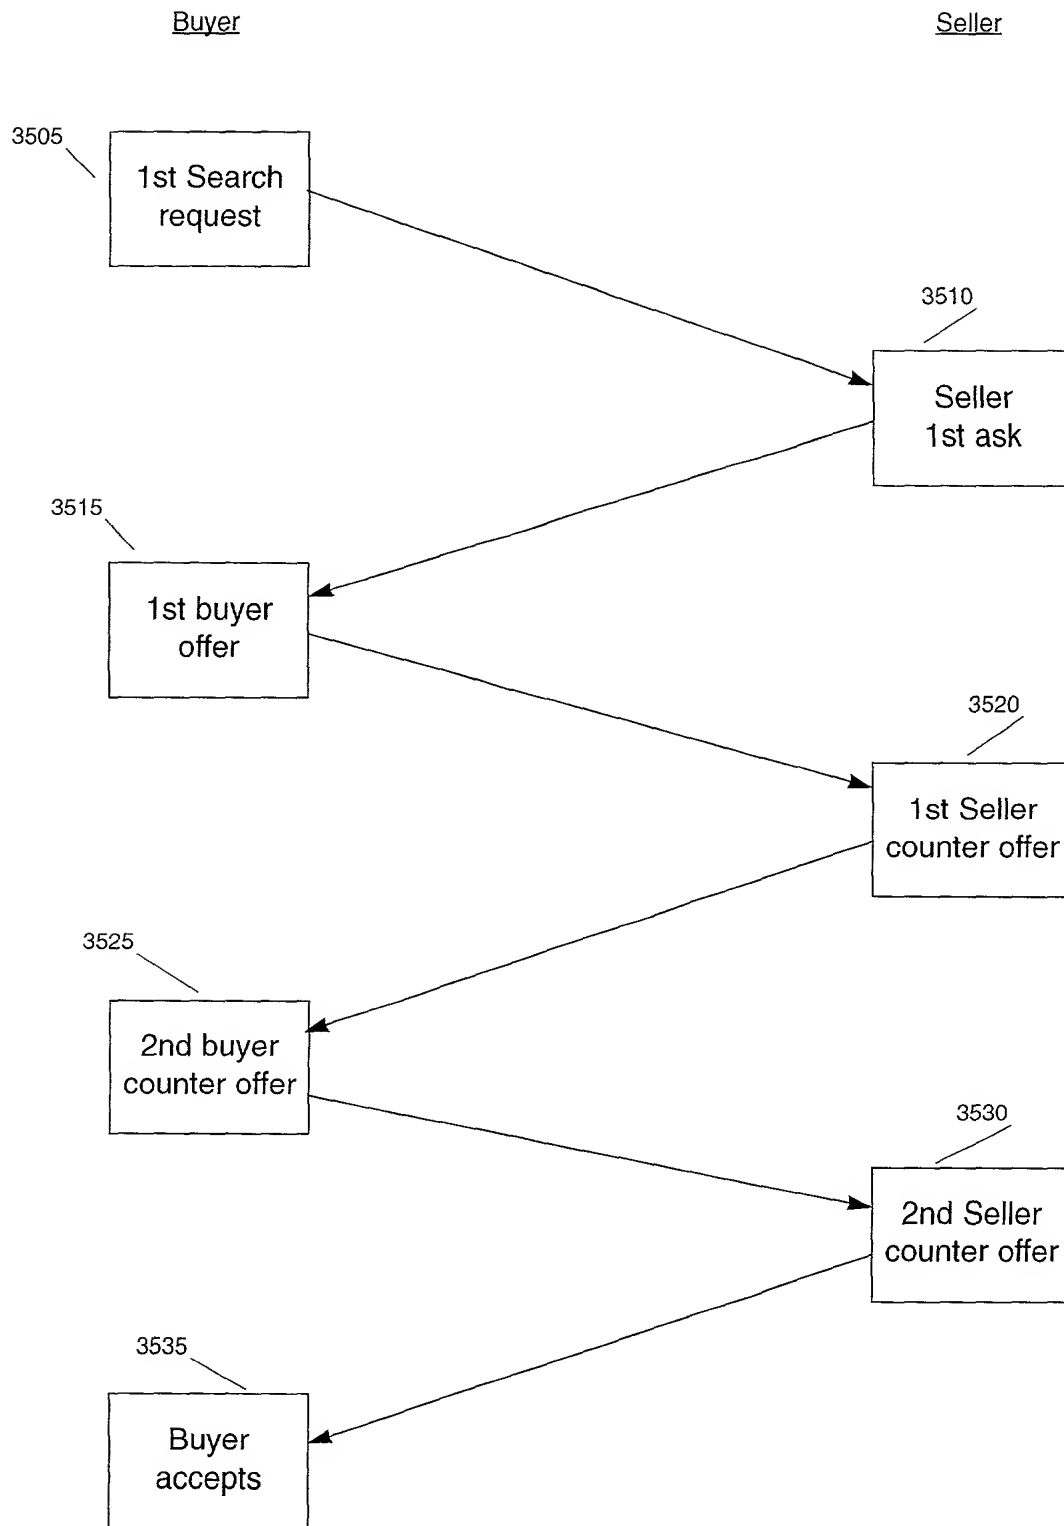 Buyer
Seller
3505
1st Search
request
3510
Seller
1st ask
3515
1st buyer
offer
3520
1st Seller
counter offer
3525
2nd buyer
counter offer
3530
2nd Seller
counter offer
3535
Buyer
accepts